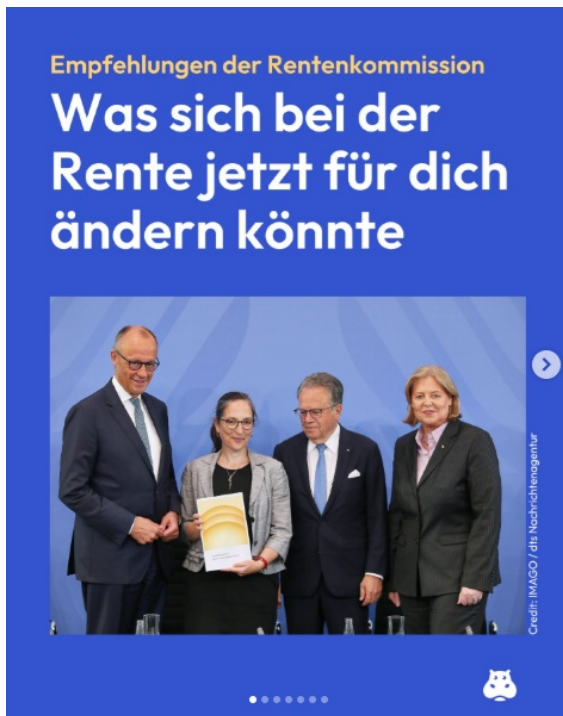 Empfehlungen der Rentenkommission
Was sich bei der
Rente jetzt für dich
ändern könnte
Credit: IMAGO / dts Nachrichtenagentur